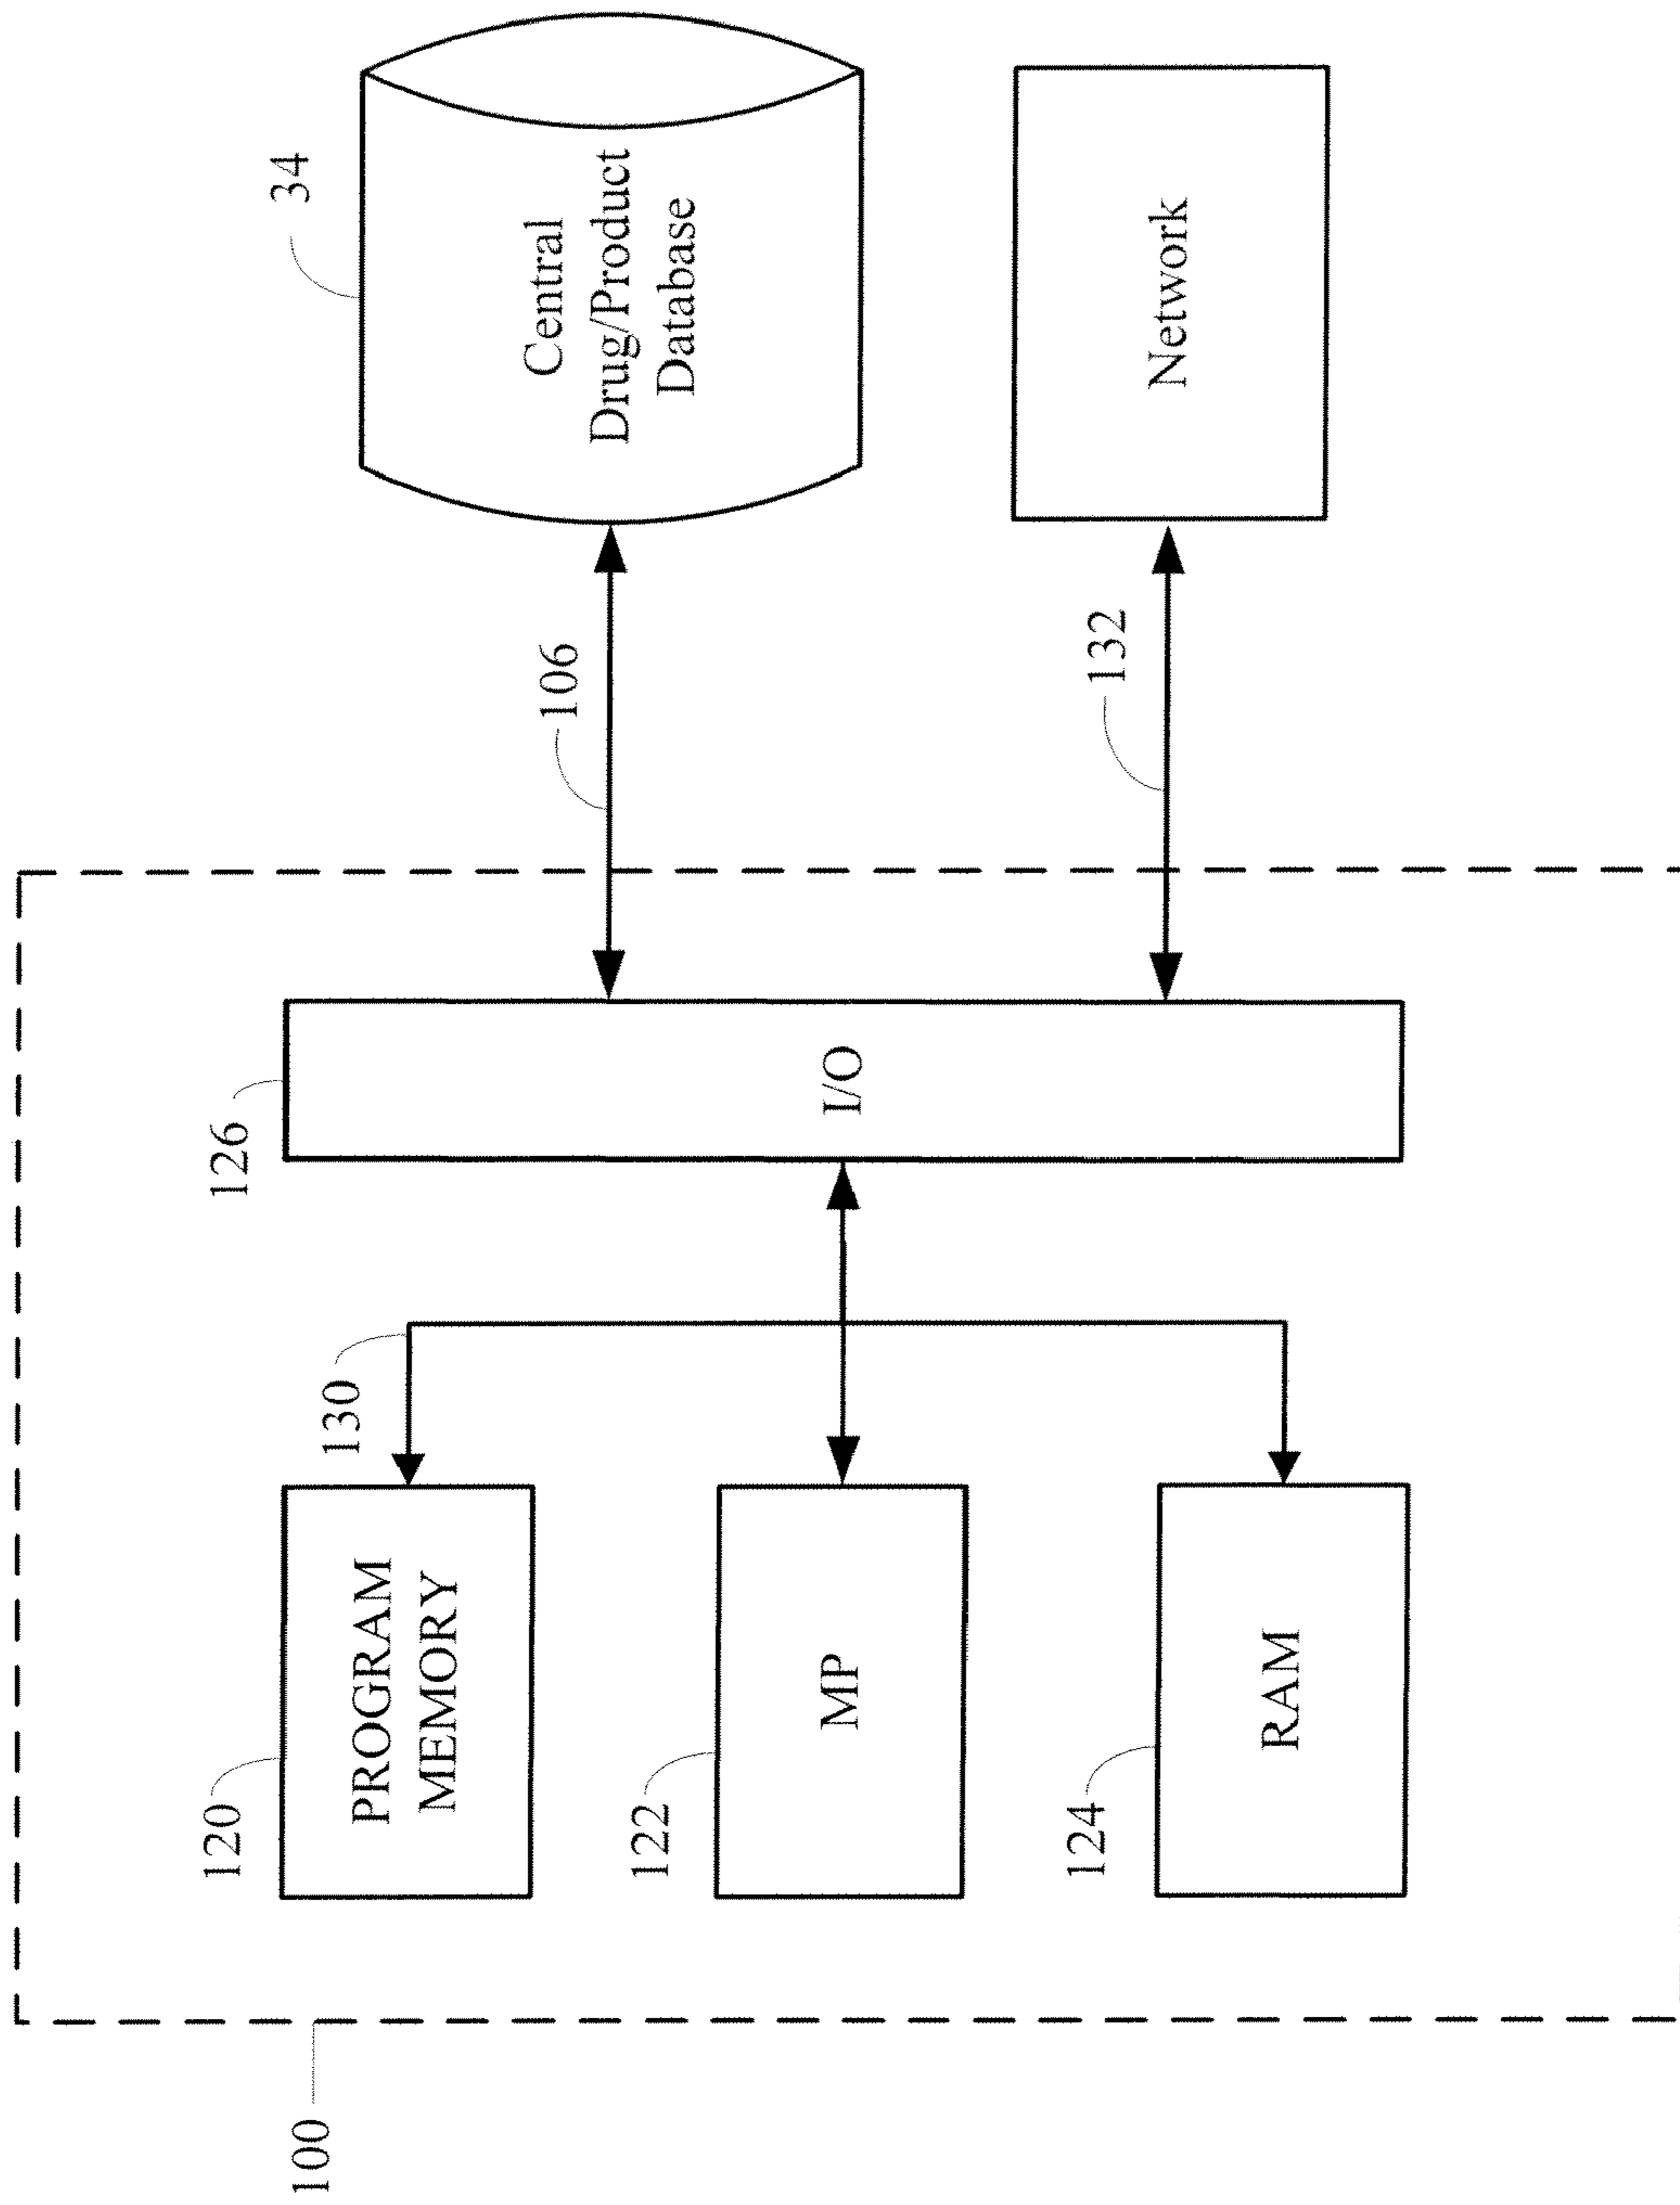 100
120
PROGRAM
MEMORY
122
MP
124
RAM
130
126
I/O
106
132
34
Central
Drug/Product
Database
Network